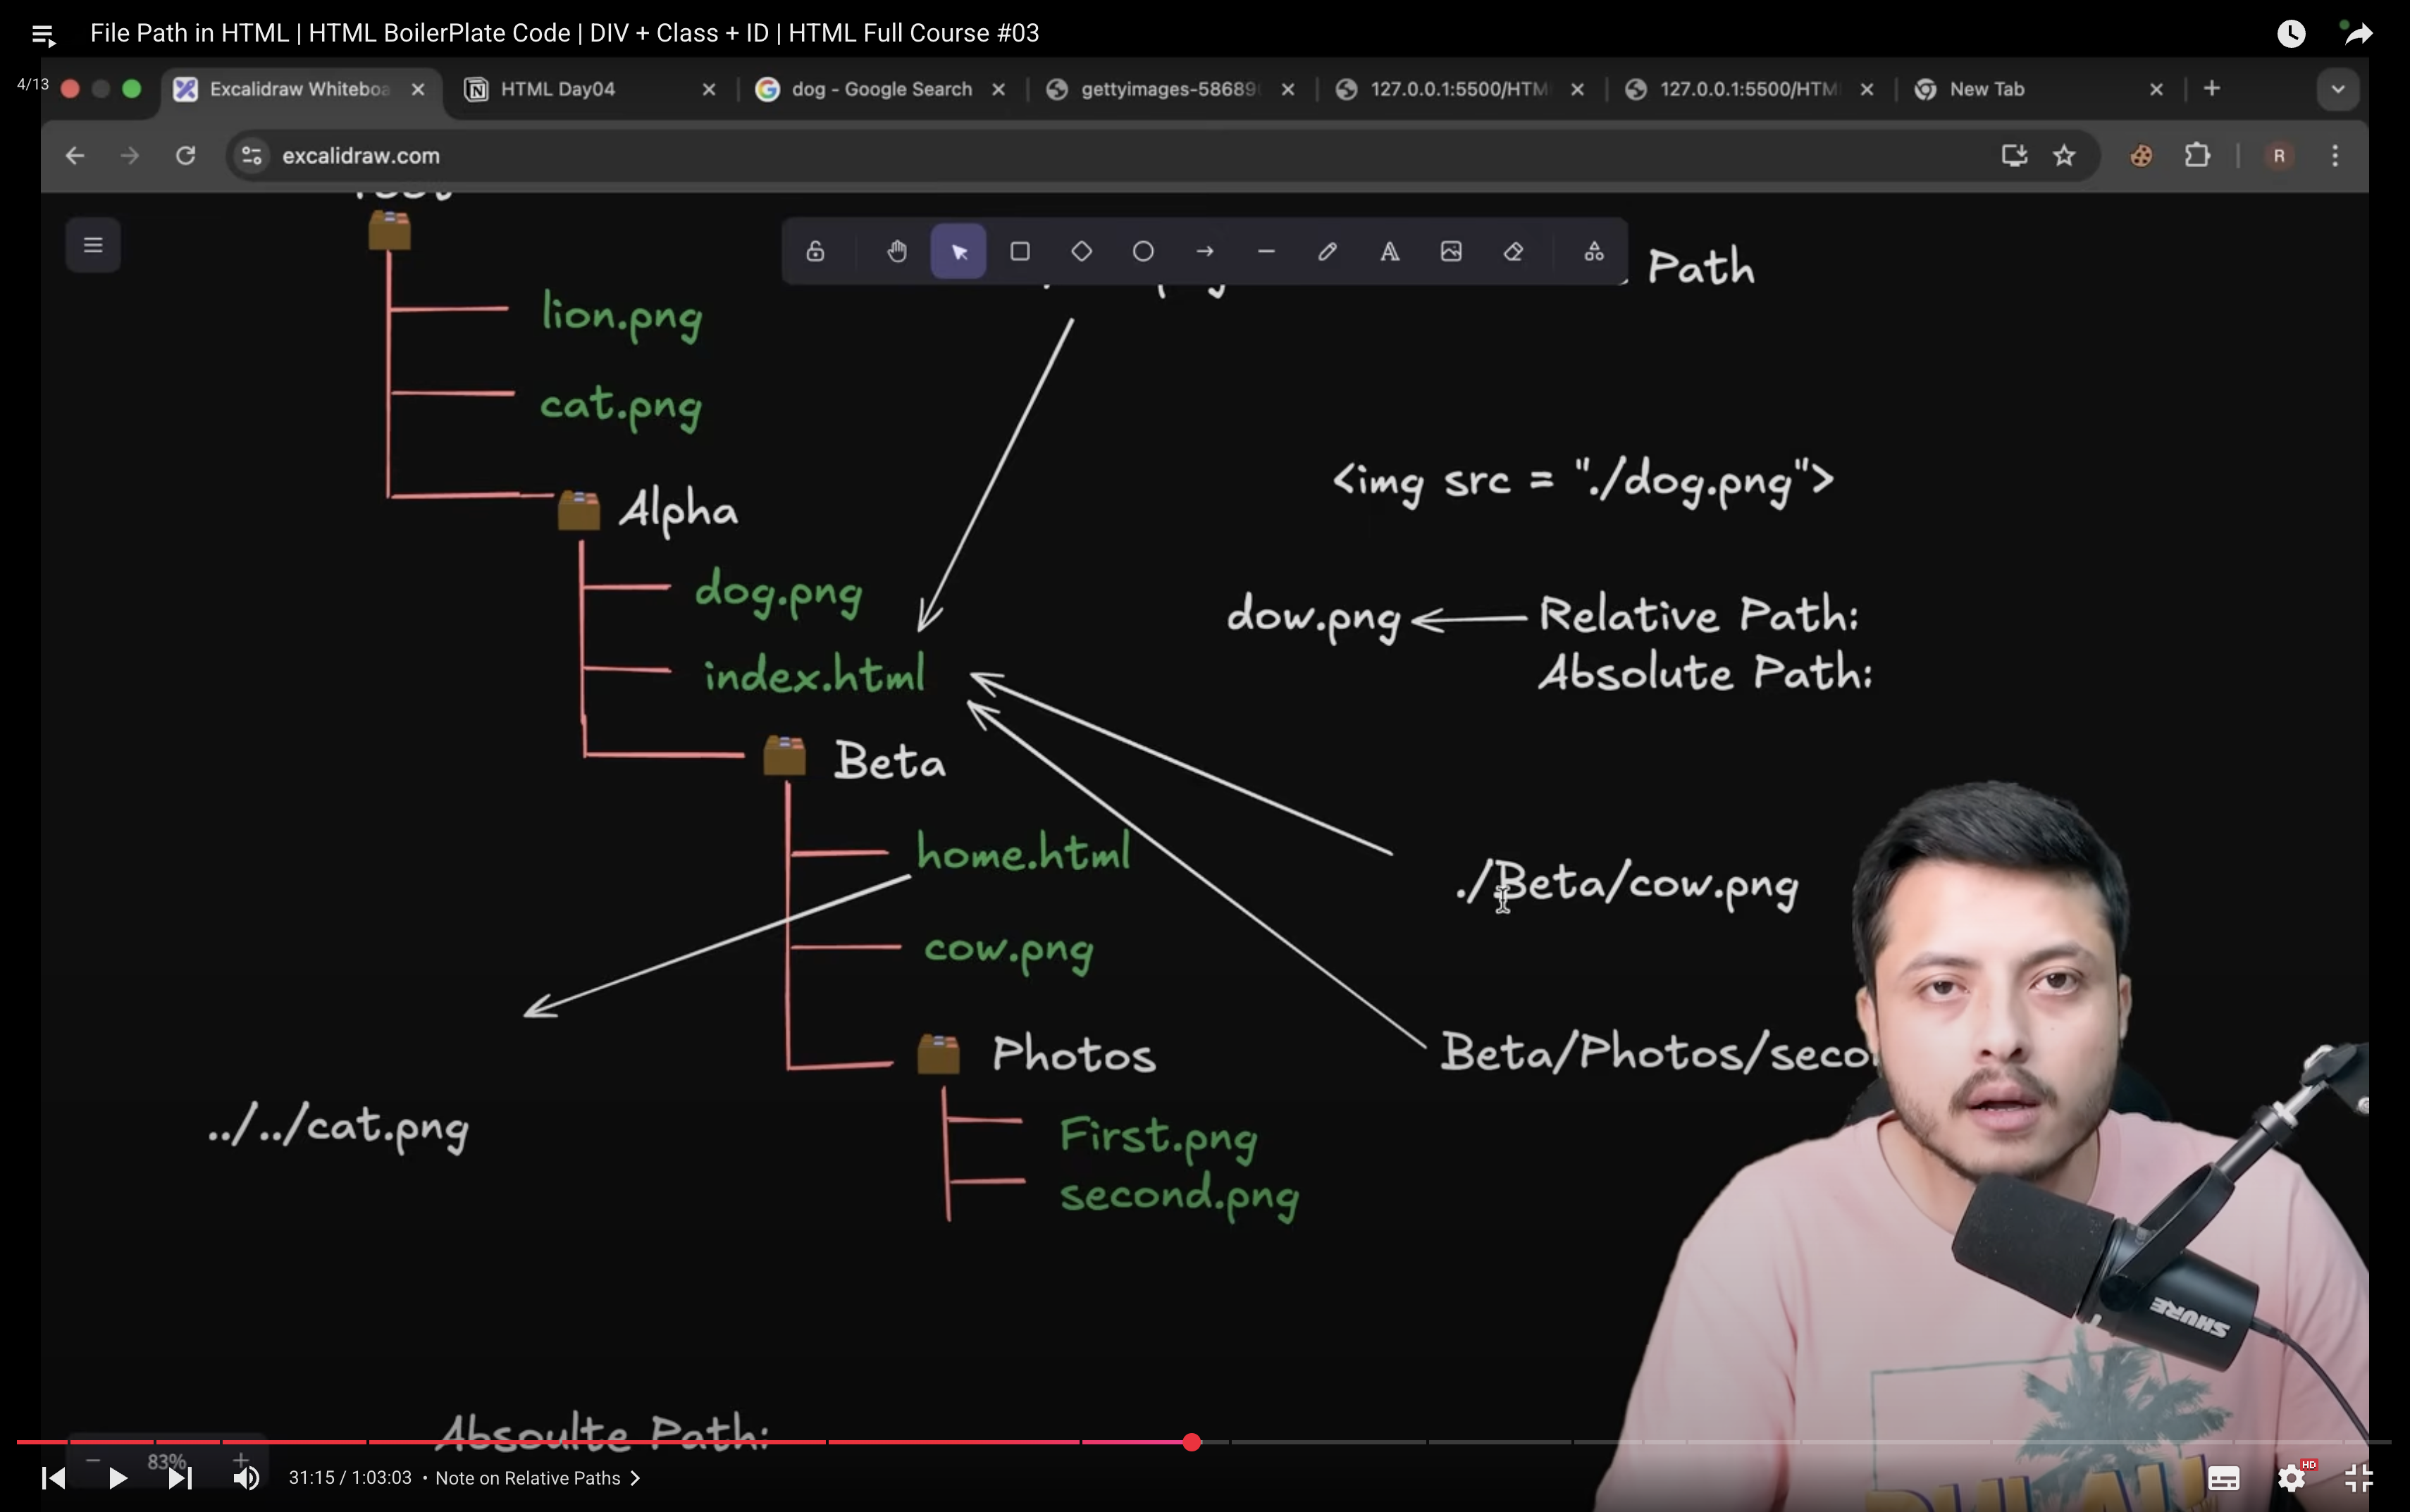 File Path in HTML | HTML BoilerPlate Code | DIV + Class + ID | HTML Full Course #03
4/13
Excalidraw Whiteboa
HTML Day04
dog - Google Search
gettyimages-58689
127.0.0.1:5500/HTM
127.0.0.1:5500/HTM
New Tab
excalidraw.com
R
Path
lion.png
cat.png
<img src = "./dog.png">
Alpha
dog.png
dow.png
Relative Path:
index.html
Absolute Path:
Beta
home.html
./Beta/cow.png
cow.png
Photos
Beta/Photos/seco
../../cat.png
First.png
second.png
SHURE
Absoulte Path:
83%
31:15 / 1:03:03 • Note on Relative Paths
HD